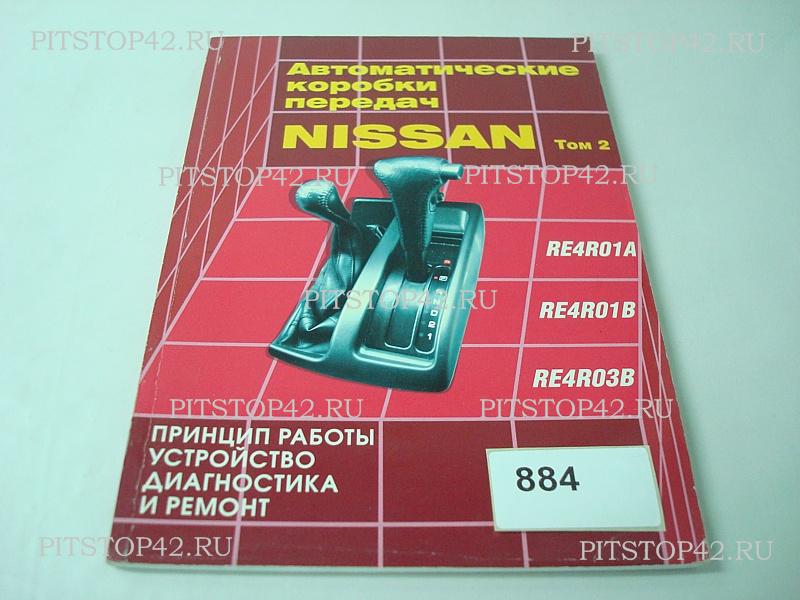 PITSTOP42.RU PITSTOP42.RU
Автоматические
коробки
передач
NISSAN Том 2
PITSTOP42.RU PITSTOP42.RU
RE4R01A
PITSTOP42.RU
RE4R01B
RE4R03B
PITSTOP42.RU PITSTOP42.RU
ПРИНЦИП РАБОТЫ
УСТРОЙСТВО
ДИАГНОСТИКА
И РЕМОНТ
884
PITSTOP42.RU PITSTOP42.RU